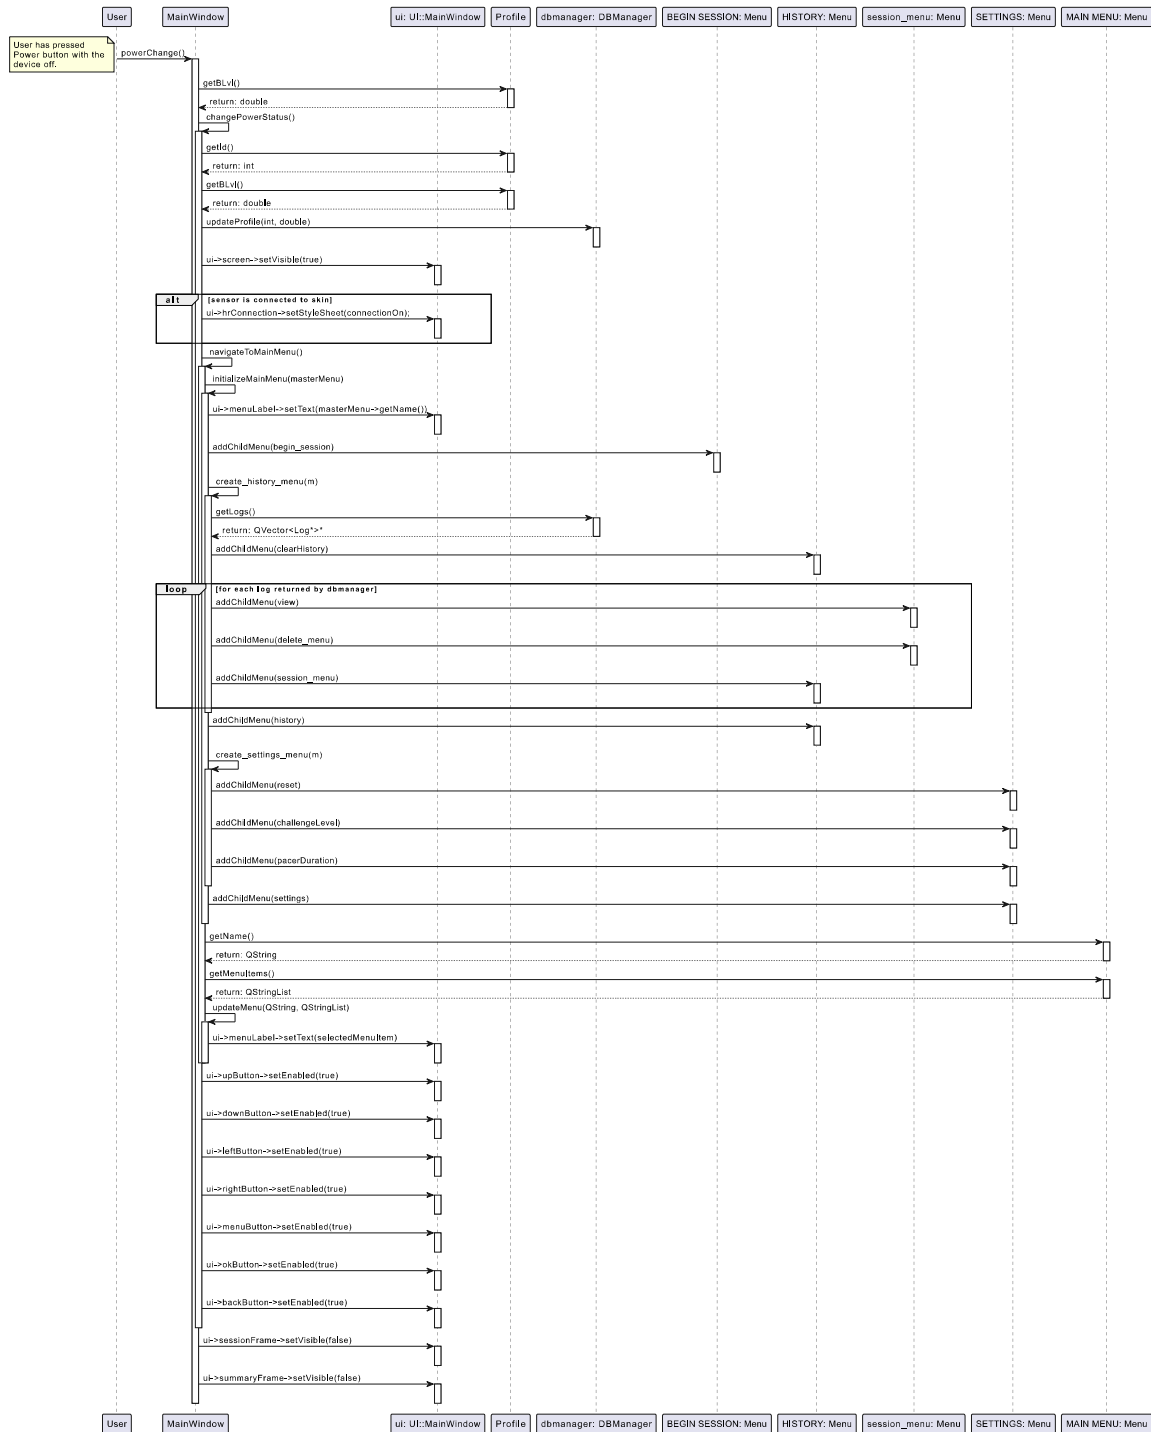 User
MainWindow
ui: UI::MainWindow
Profile
dbmanager: DBManager
BEGIN SESSION: Menu
HISTORY: Menu
session_menu: Menu
SETTINGS: Menu
MAIN MENU: Menu
User has pressed
Power button with the
device off.
powerChange()
getBLvl()
return: double
changePowerStatus()
getId()
return: int
getBLvl()
return: double
updateProfile(int, double)
ui->screen->setVisible(true)
alt [sensor is connected to skin]
ui->hrConnection->setStyleSheet(connectionOn);
navigateToMainMenu()
initializeMainMenu(masterMenu)
ui->menuLabel->setText(masterMenu->getName())
addChildMenu(begin_session)
create_history_menu(m)
getLogs()
return: QVector<Log*>*
addChildMenu(clearHistory)
loop [for each log returned by dbmanager]
addChildMenu(view)
addChildMenu(delete_menu)
addChildMenu(session_menu)
addChildMenu(history)
create_settings_menu(m)
addChildMenu(reset)
addChildMenu(challengeLevel)
addChildMenu(pacerDuration)
addChildMenu(settings)
getName()
return: QString
getMenuItems()
return: QStringList
updateMenu(QString, QStringList)
ui->menuLabel->setText(selectedMenuItem)
ui->upButton->setEnabled(true)
ui->downButton->setEnabled(true)
ui->leftButton->setEnabled(true)
ui->rightButton->setEnabled(true)
ui->menuButton->setEnabled(true)
ui->okButton->setEnabled(true)
ui->backButton->setEnabled(true)
ui->sessionFrame->setVisible(false)
ui->summaryFrame->setVisible(false)
User
MainWindow
ui: UI::MainWindow
Profile
dbmanager: DBManager
BEGIN SESSION: Menu
HISTORY: Menu
session_menu: Menu
SETTINGS: Menu
MAIN MENU: Menu